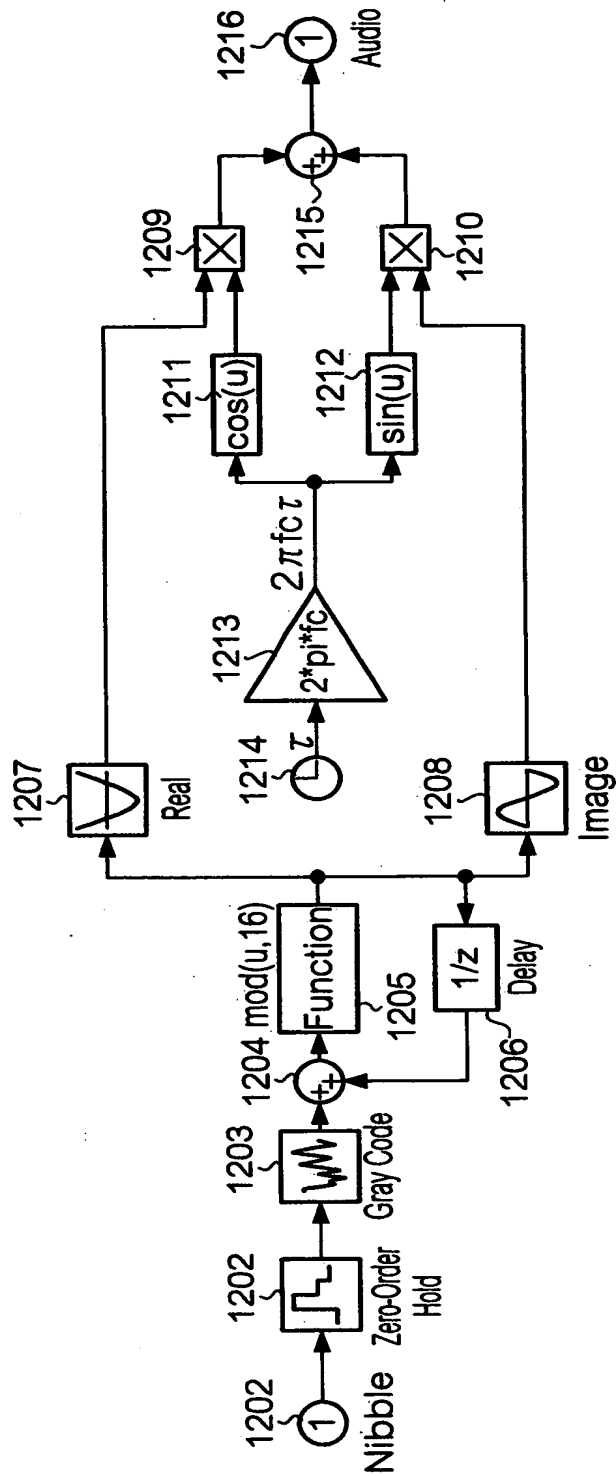 1202
1
Nibble
1202
Zero-Order
Hold
1203
Gray Code
1204
+
+
mod(u,16)
Function
1205
1/z
Delay
1206
1207
Real
1208
Image
1214
τ
1213
2*pi*fc
2πfcτ
1211
cos(u)
1212
sin(u)
1209
1210
+
+
1215
1216
1
Audio